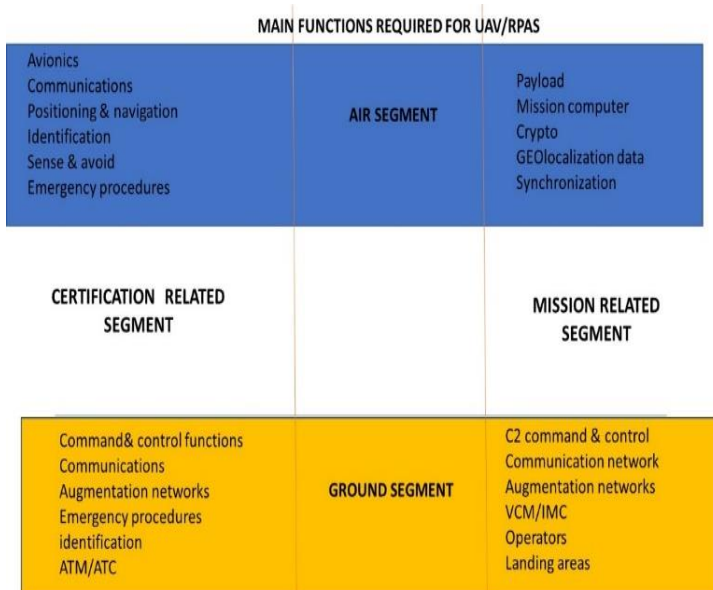 MAIN FUNCTIONS REQUIRED FOR UAV/RPAS
Avionics
Communications
Positioning & navigation
Identification
Sense & avoid
Emergency procedures
AIR SEGMENT
Payload
Mission computer
Crypto
GEOlocalization data
Synchronization
CERTIFICATION RELATED
SEGMENT
MISSION RELATED
SEGMENT
Command& control functions
Communications
Augmentation networks
Emergency procedures
identification
ATM/ATC
GROUND SEGMENT
C2 command & control
Communication network
Augmentation networks
VCM/IMC
Operators
Landing areas